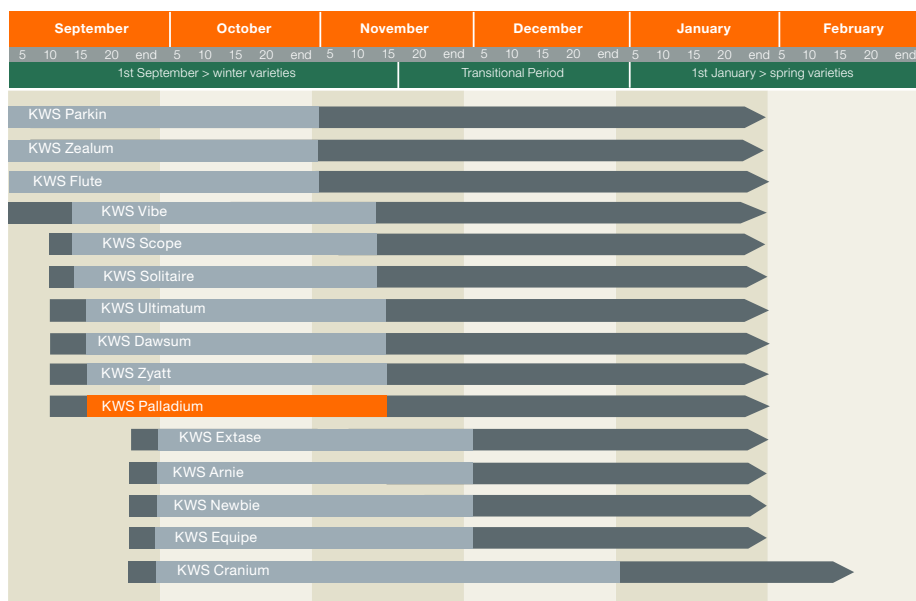 September October November December January February
5 10 15 20 end 5 10 15 20 end 5 10 15 20 end 5 10 15 20 end 5 10 15 20 end 5 10 15 20 end
1st September > winter varieties Transitional Period 1st January > spring varieties
KWS Parkin
KWS Zealum
KWS Flute
KWS Vibe
KWS Scope
KWS Solitaire
KWS Ultimatum
KWS Dawsum
KWS Zyatt
KWS Palladium
KWS Extase
KWS Arnie
KWS Newbie
KWS Equipe
KWS Cranium